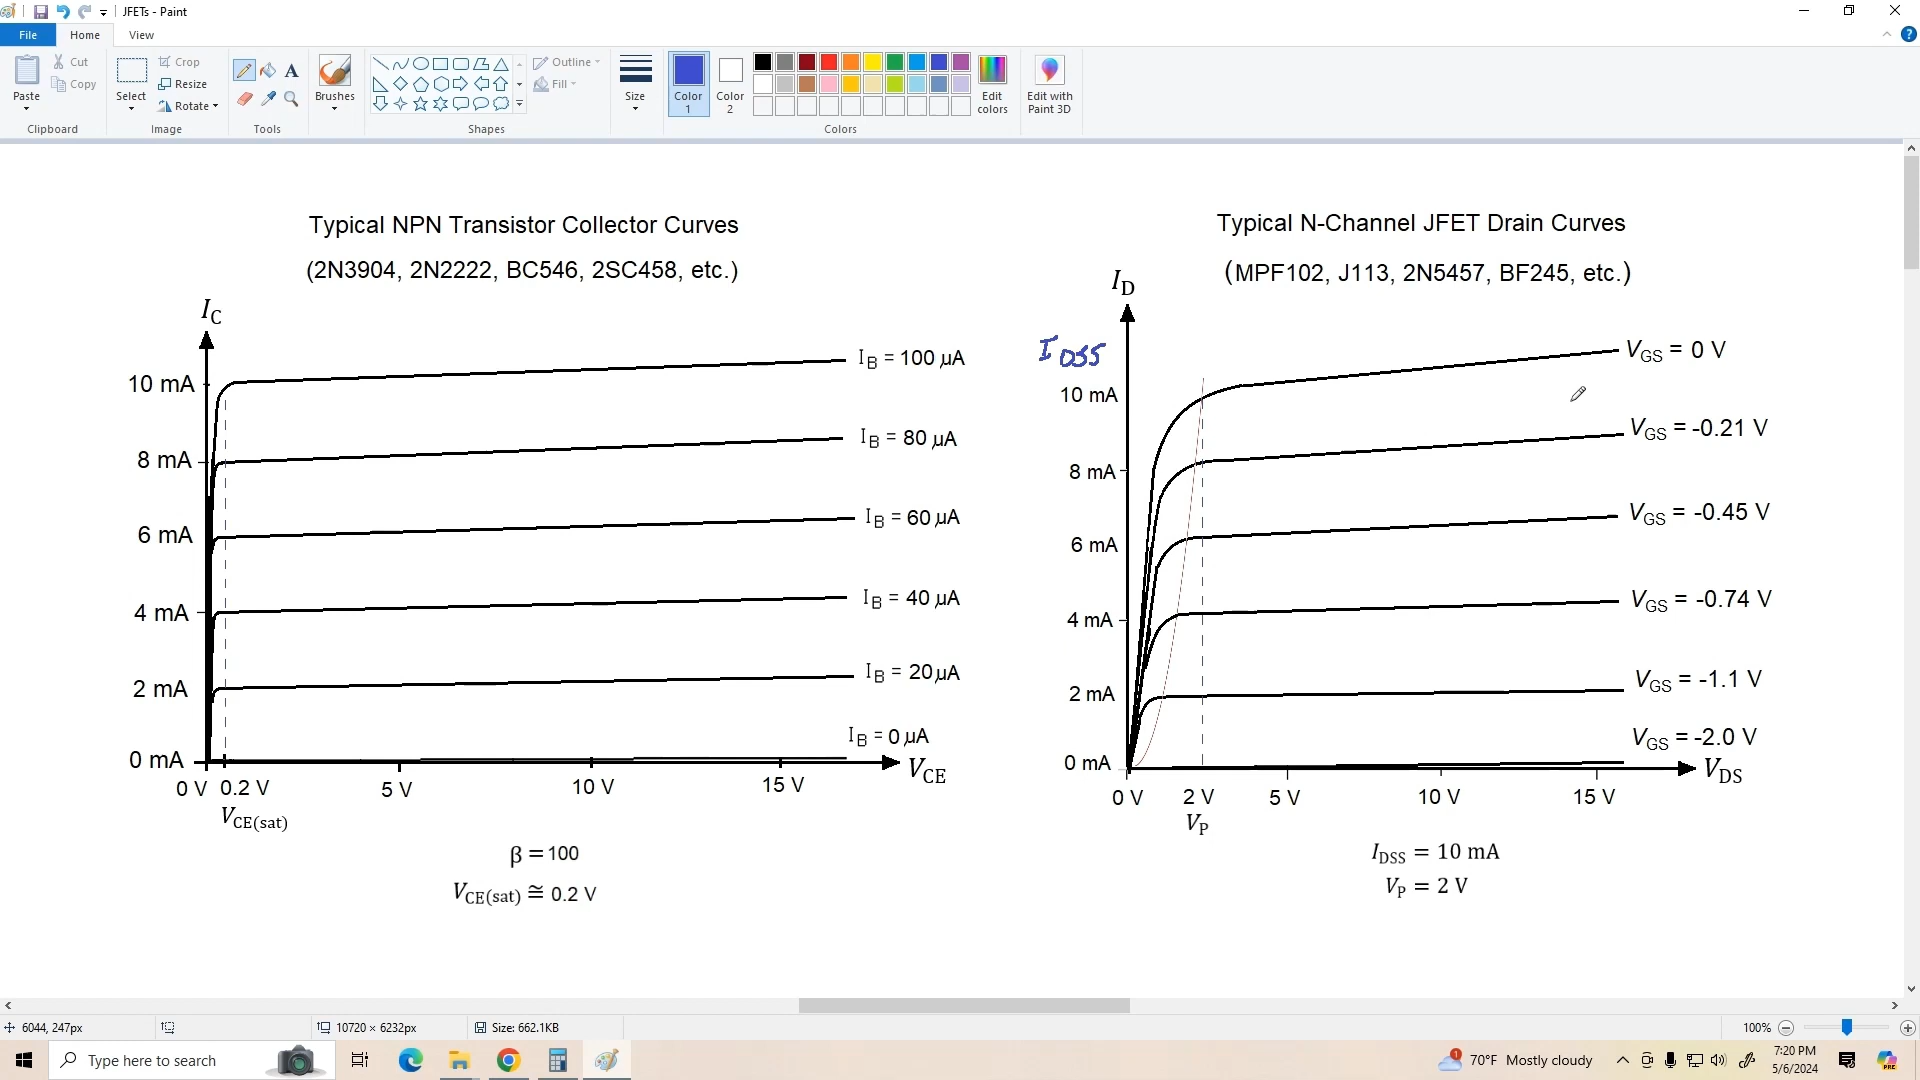 JFETs - Paint
File Home View
Paste Cut Copy Clipboard
Select Crop Resize Rotate Image
Tools
Brushes
Shapes Outline Fill
Size
Color 1 Color 2 Edit colors Colors
Edit with Paint 3D
Typical NPN Transistor Collector Curves
(2N3904, 2N2222, BC546, 2SC458, etc.)
IC
10 mA
8 mA
6 mA
4 mA
2 mA
0 mA
IB = 100 µA
IB = 80 µA
IB = 60 µA
IB = 40 µA
IB = 20 µA
IB = 0 µA
VCE
0 V 0.2 V 5 V 10 V 15 V
VCE(sat)
β = 100
VCE(sat) ≅ 0.2 V
Typical N-Channel JFET Drain Curves
(MPF102, J113, 2N5457, BF245, etc.)
ID
IDSS
10 mA
8 mA
6 mA
4 mA
2 mA
0 mA
VGS = 0 V
VGS = -0.21 V
VGS = -0.45 V
VGS = -0.74 V
VGS = -1.1 V
VGS = -2.0 V
VDS
0 V 2 V 5 V 10 V 15 V
VP
IDSS = 10 mA
VP = 2 V
6044, 247px 10720 × 6232px Size: 662.1KB 100%
Type here to search 70°F Mostly cloudy 7:20 PM
5/6/2024